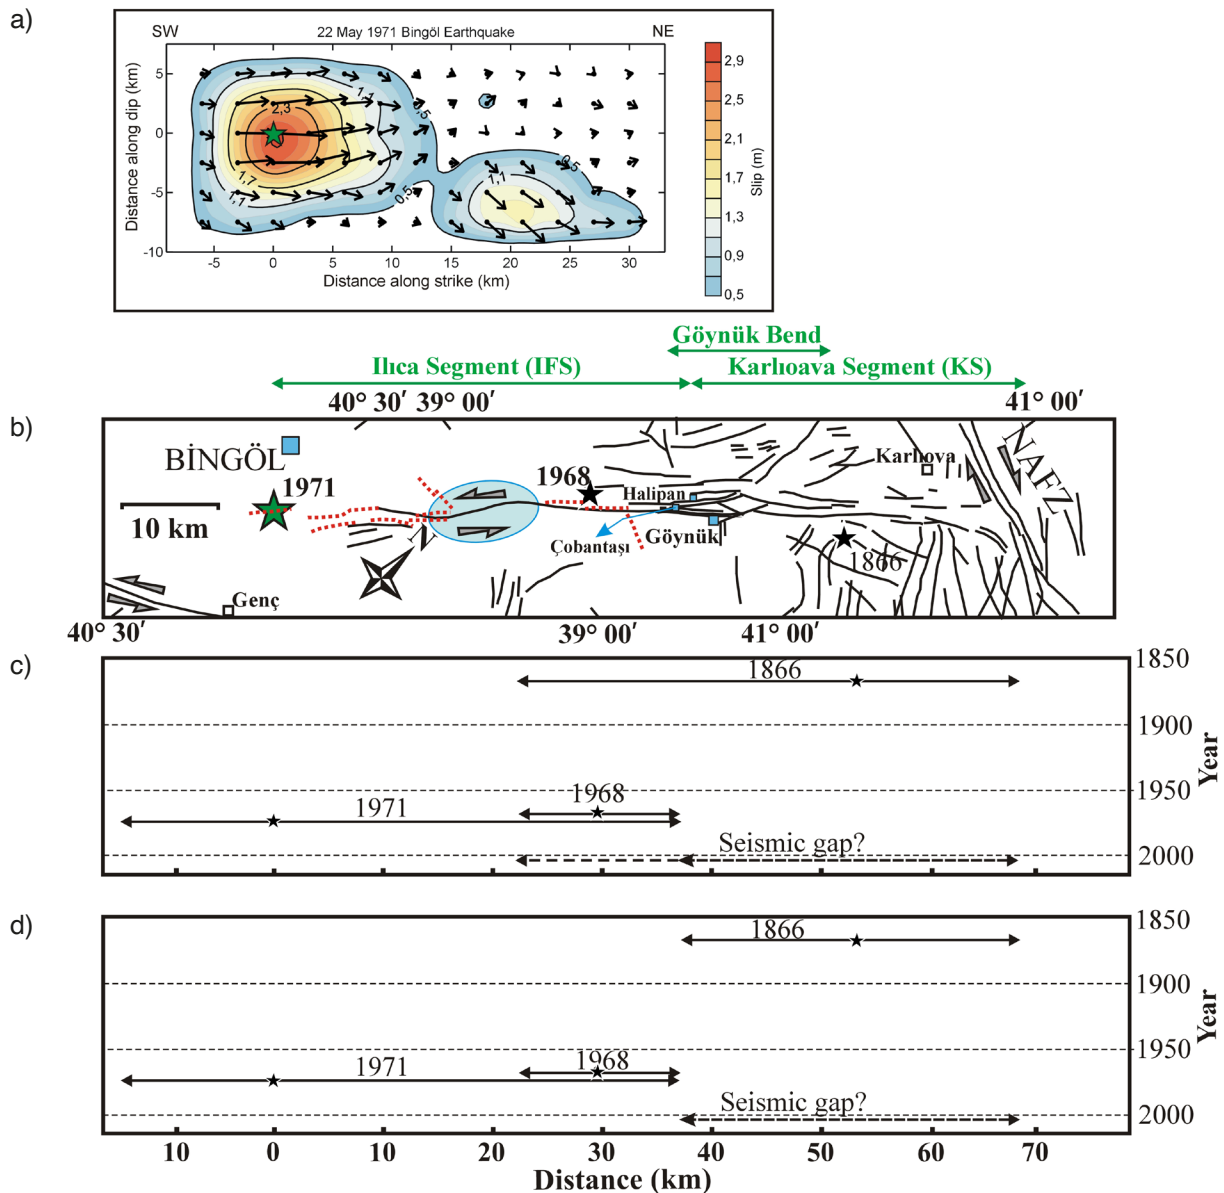 a)
SW
22 May 1971 Bingöl Earthquake
NE
Distance along dip (km)
5
0
-5
-10
1,1
2,3
0,5
1,7
1,1
0,5
0,5
1,1
-5
0
5
10
15
20
25
30
Distance along strike (km)
2,9
2,5
2,1
1,7
1,3
0,9
0,5
Slip (m)
Göynük Bend
Ilıca Segment (IFS)
Karlıoava Segment (KS)
40° 30′ 39° 00′
41° 00′
b)
BİNGÖL
1971
10 km
N
1968
Halipan
Çobantaşı
Göynük
Karlıova
NAFZ
1866
Genç
40° 30′
39° 00′
41° 00′
c)
1866
1968
1971
Seismic gap?
1850
1900
1950
2000
Year
d)
1866
1968
1971
Seismic gap?
1850
1900
1950
2000
Year
10
0
20
30
40
50
60
70
Distance (km)